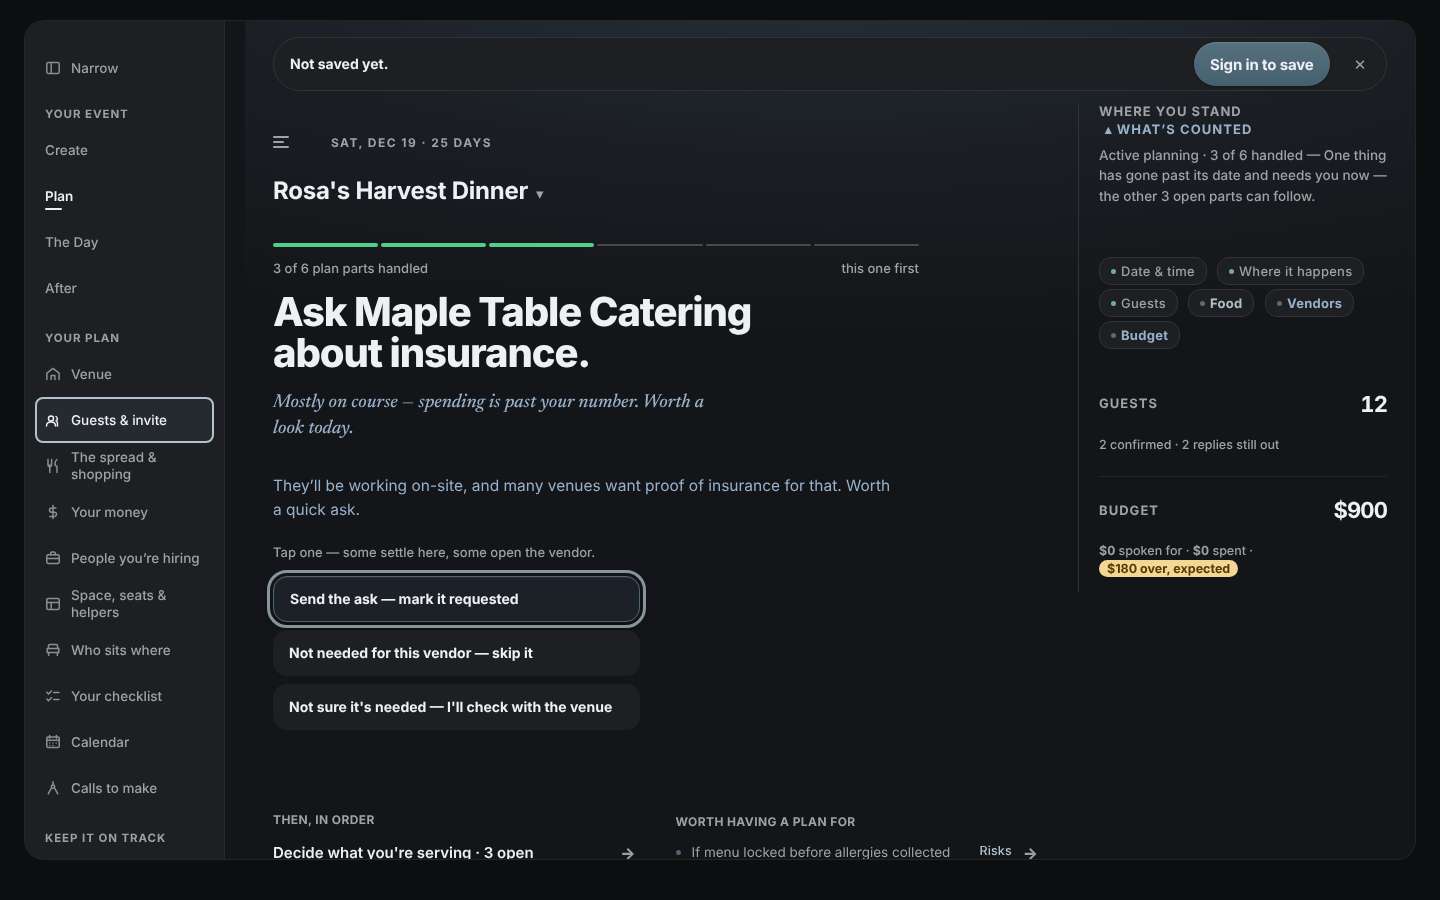 Narrow
YOUR EVENT
Create
Plan
The Day
After
YOUR PLAN
Venue
Guests & invite
The spread &
shopping
Your money
People you’re hiring
Space, seats &
helpers
Who sits where
Your checklist
Calendar
Calls to make
KEEP IT ON TRACK
Not saved yet.
Sign in to save
×
SAT, DEC 19 · 25 DAYS
Rosa's Harvest Dinner ▾
3 of 6 plan parts handled
this one first
Ask Maple Table Catering
about insurance.
Mostly on course — spending is past your number. Worth a
look today.
They’ll be working on-site, and many venues want proof of insurance for that. Worth
a quick ask.
Tap one — some settle here, some open the vendor.
Send the ask — mark it requested
Not needed for this vendor — skip it
Not sure it's needed — I'll check with the venue
THEN, IN ORDER
Decide what you're serving · 3 open →
WORTH HAVING A PLAN FOR
• If menu locked before allergies collected Risks →
WHERE YOU STAND
▴ WHAT’S COUNTED
Active planning · 3 of 6 handled — One thing
has gone past its date and needs you now —
the other 3 open parts can follow.
Date & time
Where it happens
Guests
Food
Vendors
Budget
GUESTS 12
2 confirmed · 2 replies still out
BUDGET $900
$0 spoken for · $0 spent ·
$180 over, expected